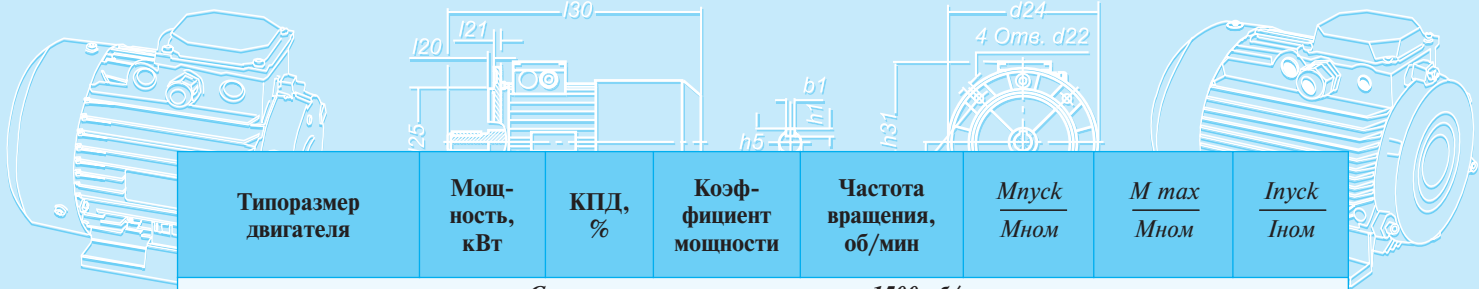 l30
d24
l21
4 Отв. d22
l20
b1
h1
h31
l25
h5
Типоразмер
двигателя
Мощ-
ность,
кВт
КПД,
%
Коэф-
фициент
мощности
Частота
вращения,
об/мин
Mпуск
Mном
M max
Mном
Iпуск
Iном